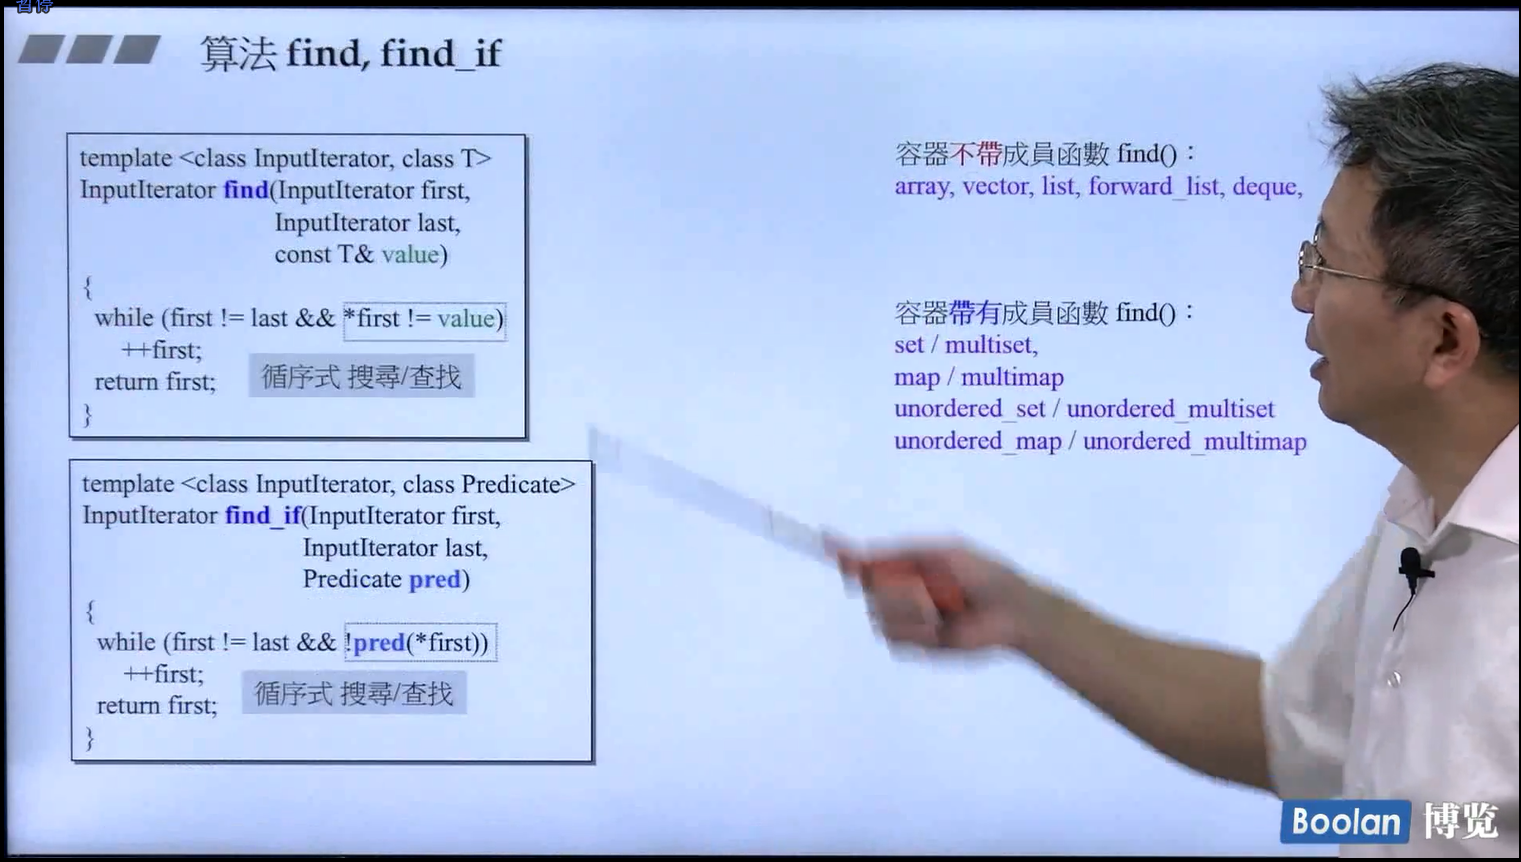 暂停
算法 find, find_if
template <class InputIterator, class T>
InputIterator find(InputIterator first,
InputIterator last,
const T& value)
{
while (first != last && *first != value)
++first;
return first;
循序式 搜尋/查找
}
template <class InputIterator, class Predicate>
InputIterator find_if(InputIterator first,
InputIterator last,
Predicate pred)
{
while (first != last && !pred(*first))
++first;
return first;
循序式 搜尋/查找
}
容器不帶成員函數 find()：
array, vector, list, forward_list, deque,
容器帶有成員函數 find()：
set / multiset,
map / multimap
unordered_set / unordered_multiset
unordered_map / unordered_multimap
Boolan 博览